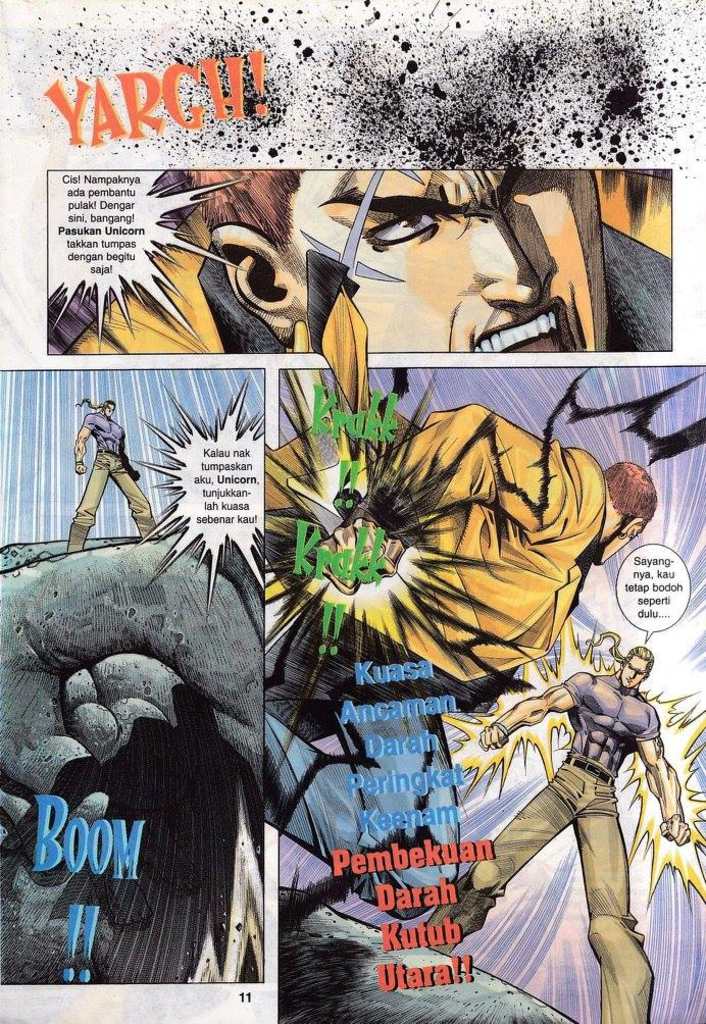 YARGH!
Cis! Nampaknya
ada pembantu
pulak! Dengar
sini, bangang!
Pasukan Unicorn
takkan tumpas
dengan begitu
saja!
Kalau nak
tumpaskan
aku, Unicorn,
tunjukkan-
lah kuasa
sebenar kau!
BOOM
!!
Krakk
!!
Krakk
!!
Sayang-
nya, kau
tetap bodoh
seperti
dulu....
Kuasa
Ancaman
Darah
Peringkat
Keenam
Pembekuan
Darah
Kutub
Utara!!
11